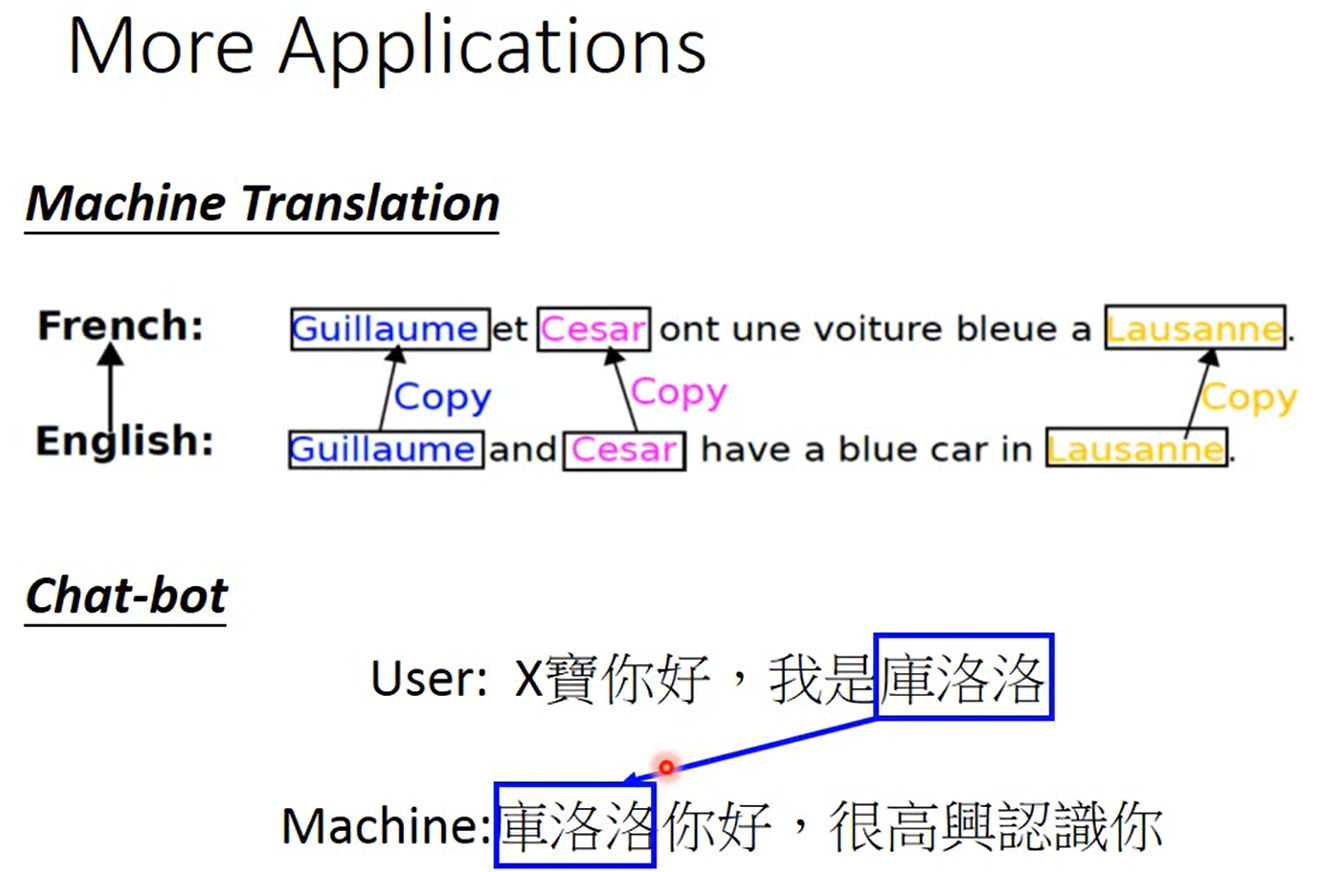 More Applications
Machine Translation
French: Guillaume et Cesar ont une voiture bleue a Lausanne.
Copy Copy Copy
English: Guillaume and Cesar have a blue car in Lausanne.
Chat-bot
User: X寶你好，我是庫洛洛
Machine:庫洛洛你好，很高興認識你